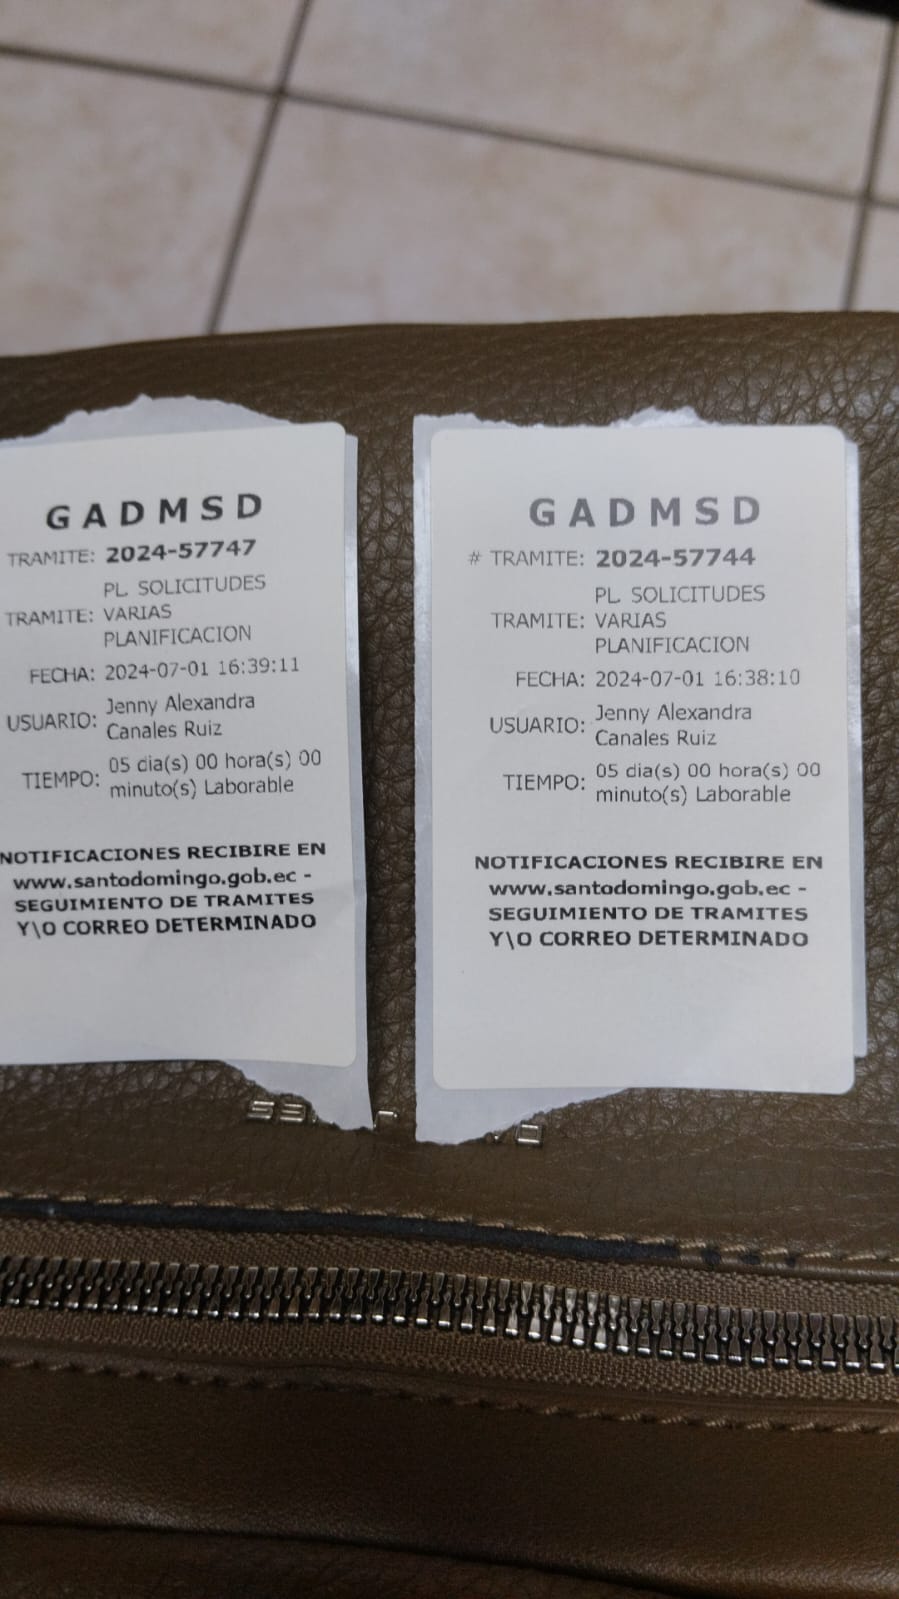 GADMSD
TRAMITE: 2024-57747
PL. SOLICITUDES
TRAMITE: VARIAS
PLANIFICACION
FECHA: 2024-07-01 16:39:11
USUARIO: Jenny Alexandra
Canales Ruiz
TIEMPO: 05 dia(s) 00 hora(s) 00
minuto(s) Laborable
NOTIFICACIONES RECIBIRE EN
www.santodomingo.gob.ec -
SEGUIMIENTO DE TRAMITES
Y\O CORREO DETERMINADO
GADMSD
# TRAMITE: 2024-57744
PL. SOLICITUDES
TRAMITE: VARIAS
PLANIFICACION
FECHA: 2024-07-01 16:38:10
USUARIO: Jenny Alexandra
Canales Ruiz
TIEMPO: 05 dia(s) 00 hora(s) 00
minuto(s) Laborable
NOTIFICACIONES RECIBIRE EN
www.santodomingo.gob.ec -
SEGUIMIENTO DE TRAMITES
Y\O CORREO DETERMINADO